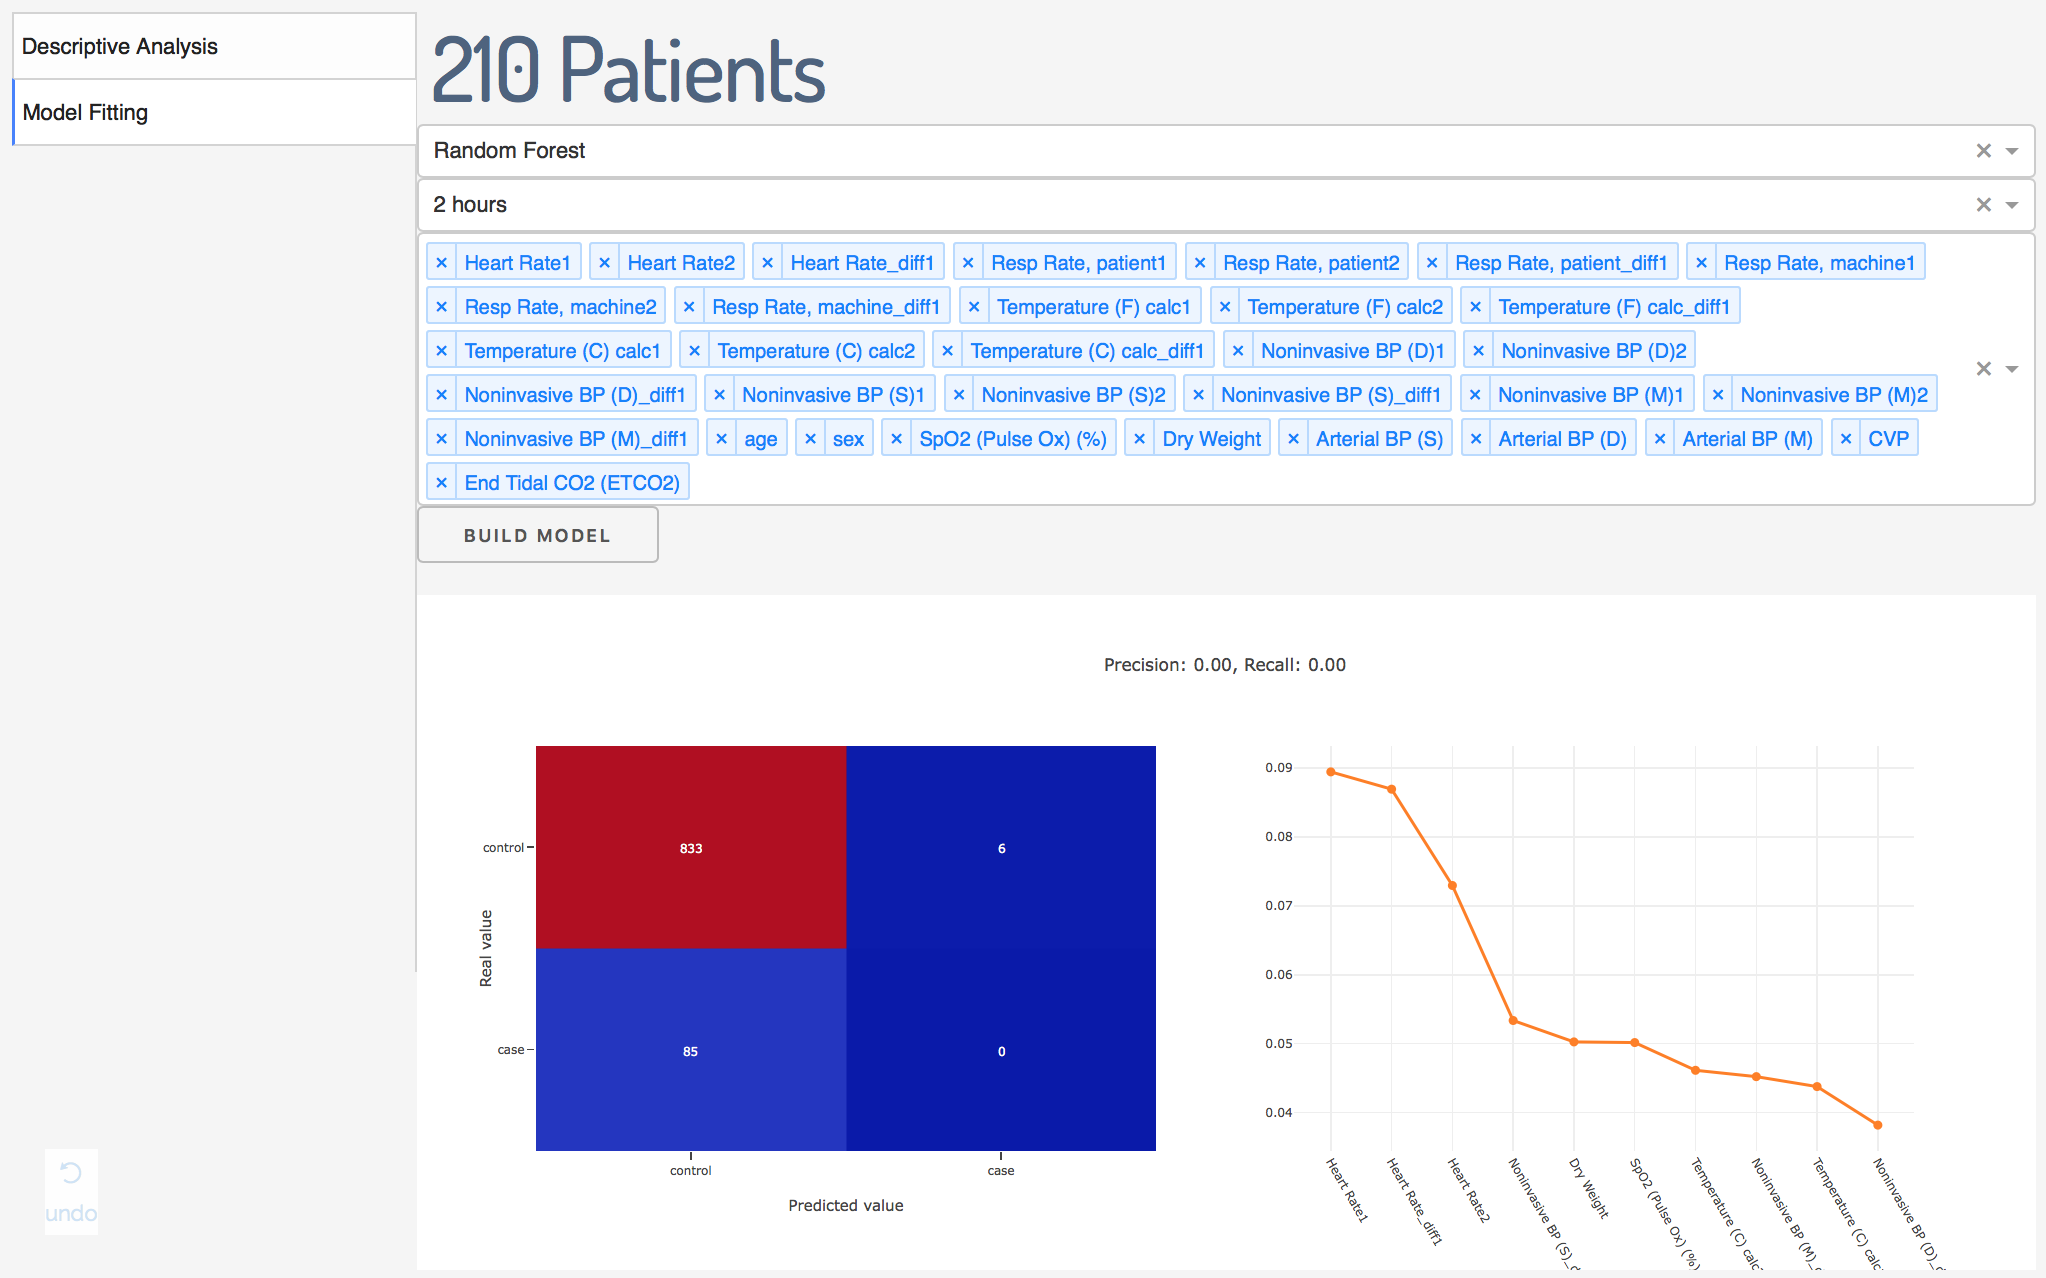 Descriptive Analysis
Model Fitting
210 Patients
Random Forest
2 hours
× Heart Rate1 × Heart Rate2 × Heart Rate_diff1 × Resp Rate, patient1 × Resp Rate, patient2 × Resp Rate, patient_diff1 × Resp Rate, machine1
× Resp Rate, machine2 × Resp Rate, machine_diff1 × Temperature (F) calc1 × Temperature (F) calc2 × Temperature (F) calc_diff1
× Temperature (C) calc1 × Temperature (C) calc2 × Temperature (C) calc_diff1 × Noninvasive BP (D)1 × Noninvasive BP (D)2
× Noninvasive BP (D)_diff1 × Noninvasive BP (S)1 × Noninvasive BP (S)2 × Noninvasive BP (S)_diff1 × Noninvasive BP (M)1 × Noninvasive BP (M)2
× Noninvasive BP (M)_diff1 × age × sex × SpO2 (Pulse Ox) (%) × Dry Weight × Arterial BP (S) × Arterial BP (D) × Arterial BP (M) × CVP
× End Tidal CO2 (ETCO2)
BUILD MODEL
Precision: 0.00, Recall: 0.00
Real value
control
833
6
case
85
0
control
case
Predicted value
0.09
0.08
0.07
0.06
0.05
0.04
Heart Rate1
Heart Rate_diff1
Heart Rate2
Noninvasive BP (S)_
Dry Weight
SpO2 (Pulse Ox) (%)
Temperature (C) calc
Noninvasive BP (M)_
Temperature (C) calc
Noninvasive BP (D)_
undo